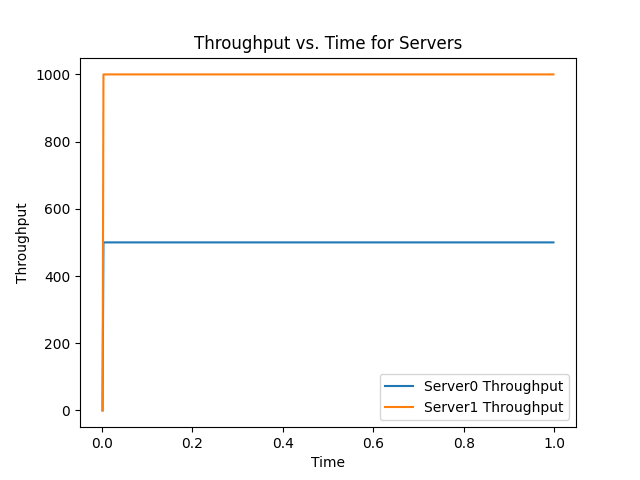 Throughput vs. Time for Servers
1000
800
600
400
200
0
Throughput
0.0 0.2 0.4 0.6 0.8 1.0
Time
Server0 Throughput
Server1 Throughput